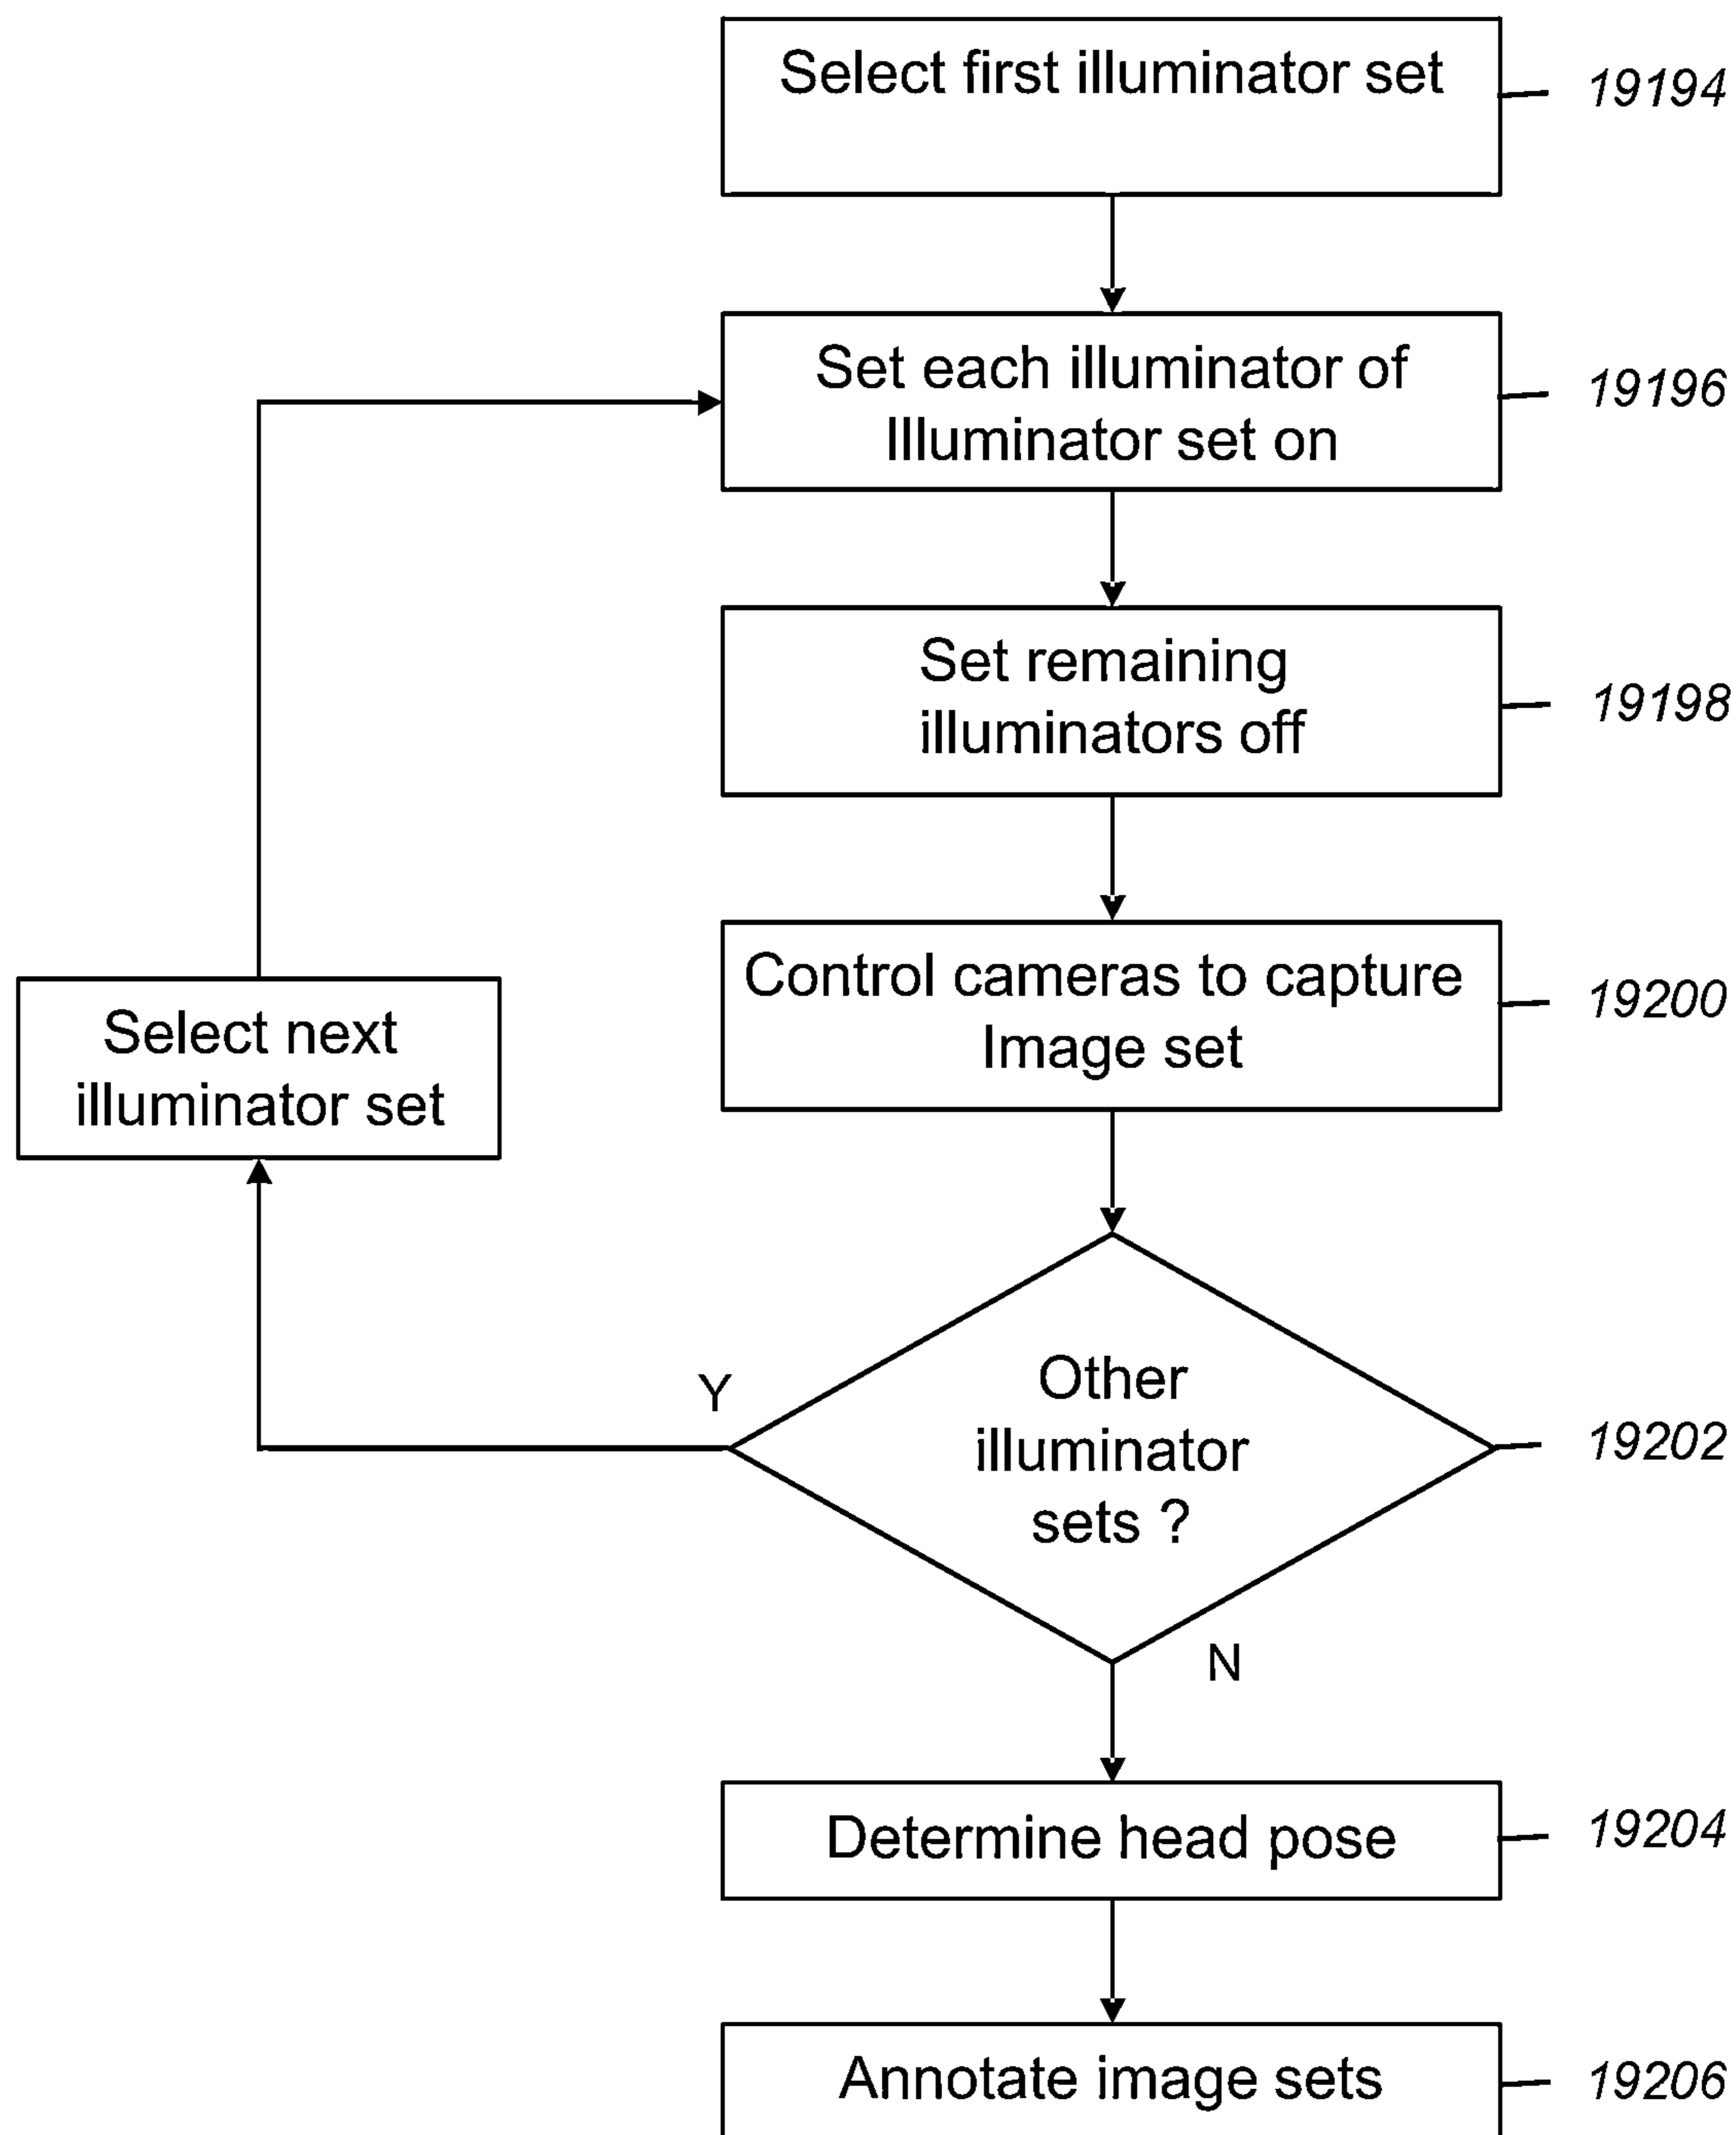 Select first illuminator set
19194
Set each illuminator of
Illuminator set on
19196
Set remaining
illuminators off
19198
Control cameras to capture
Image set
19200
Select next
illuminator set
Other
illuminator
sets ?
19202
Y
N
Determine head pose
19204
Annotate image sets
19206